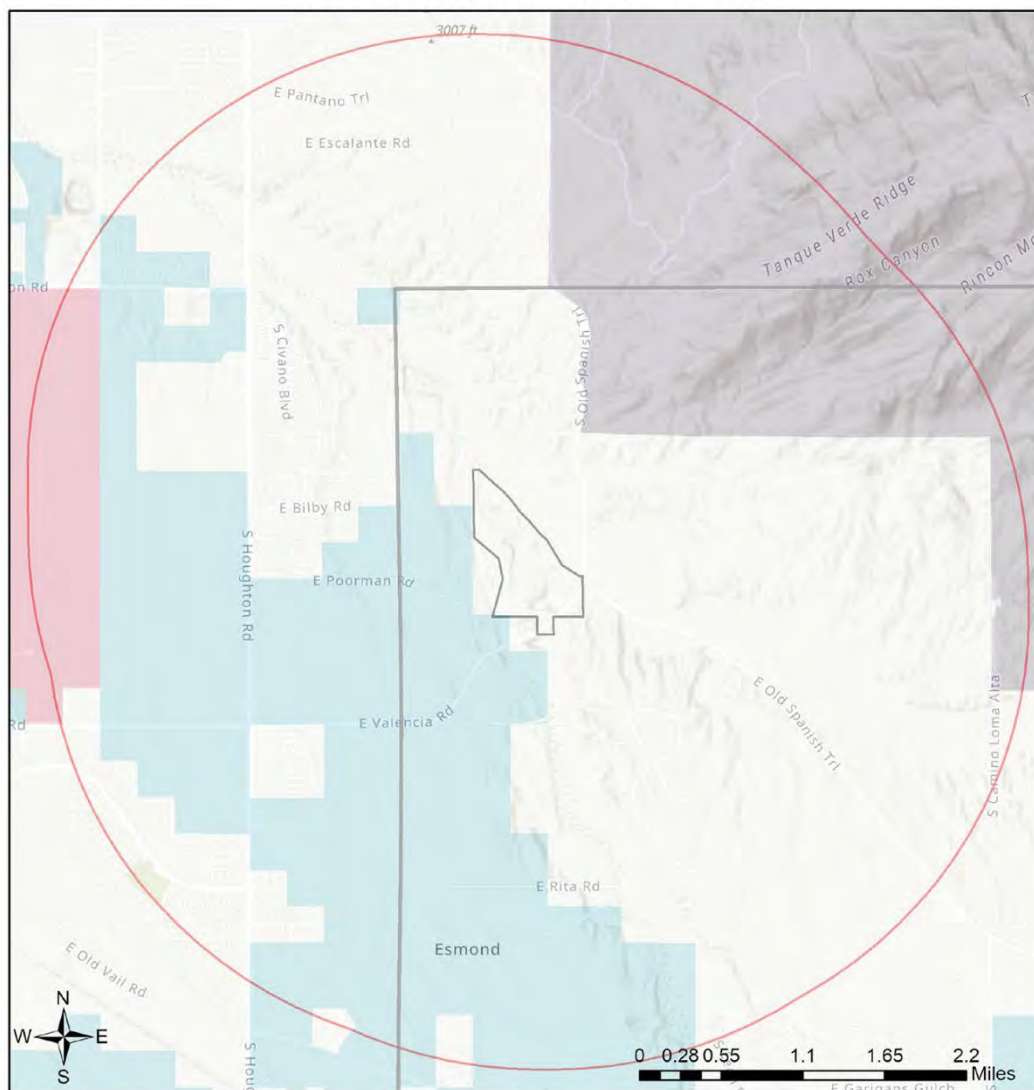 3007 ft
E Pantano Trl
E Escalante Rd
Tanque Verde Ridge
Box Canyon
Rincon
on Rd
S Civano Blvd
S Old Spanish Trl
E Bilby Rd
S Houghton Rd
E Poorman Rd
E Valencia Rd
Rd
E Old Spanish Trl
S Camino Loma Alta
E Rita Rd
Esmond
E Old Vail Rd
N
W E
S
S Hou
0 0.28 0.55 1.1 1.65 2.2
Miles
E Garigans Gulch